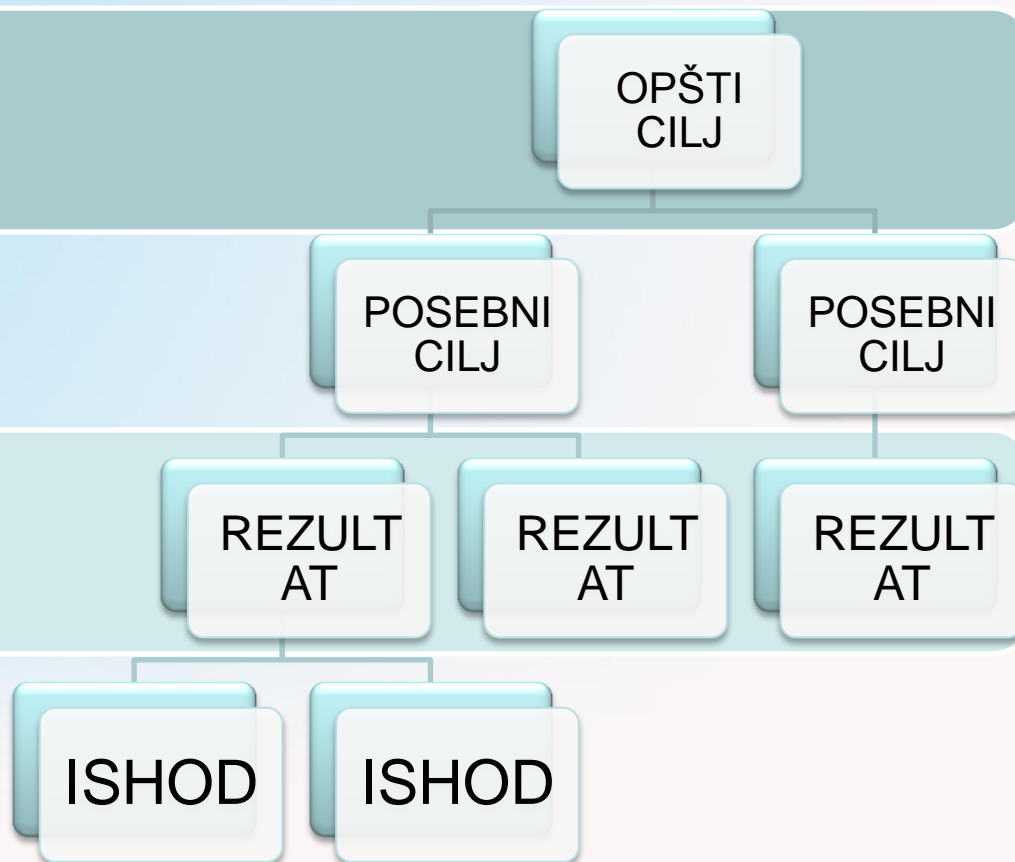 OPŠTI
CILJ
POSEBNI
CILJ
POSEBNI
CILJ
REZULT
AT
REZULT
AT
REZULT
AT
ISHOD
ISHOD